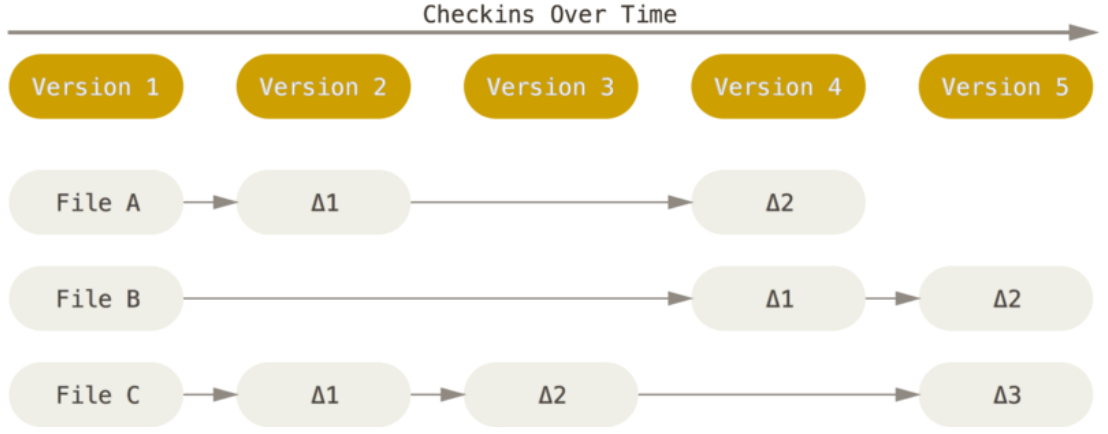 Checkins Over Time
Version 1 Version 2 Version 3 Version 4 Version 5
File A Δ1 Δ2
File B Δ1 Δ2
File C Δ1 Δ2 Δ3